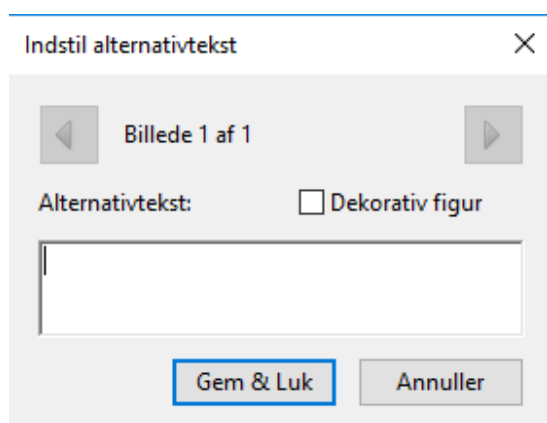 Indstil alternativtekst
Billede 1 af 1
Alternativtekst: Dekorativ figur
Gem & Luk Annuller